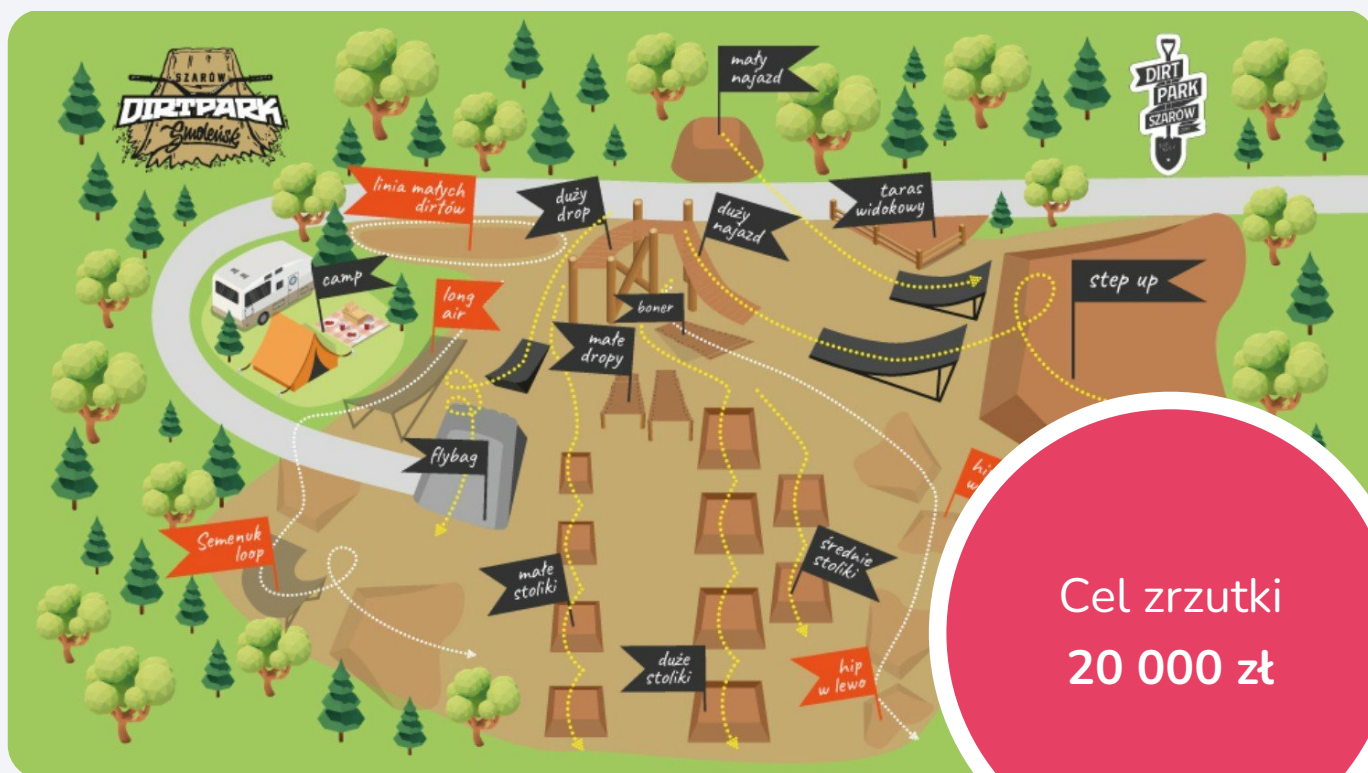 SZARÓW
DIRTPARK
Smoleńsk
mały
najazd
DIRT
PARK
SZARÓW
linia małych
dirtów
duży
drop
duży
najazd
taras
widokowy
camp
long
air
boner
step up
małe
dropy
flybag
Semenuk
loop
małe
stoliki
średnie
stoliki
duże
stoliki
hip
w lewo
Cel zrzutki
20 000 zł